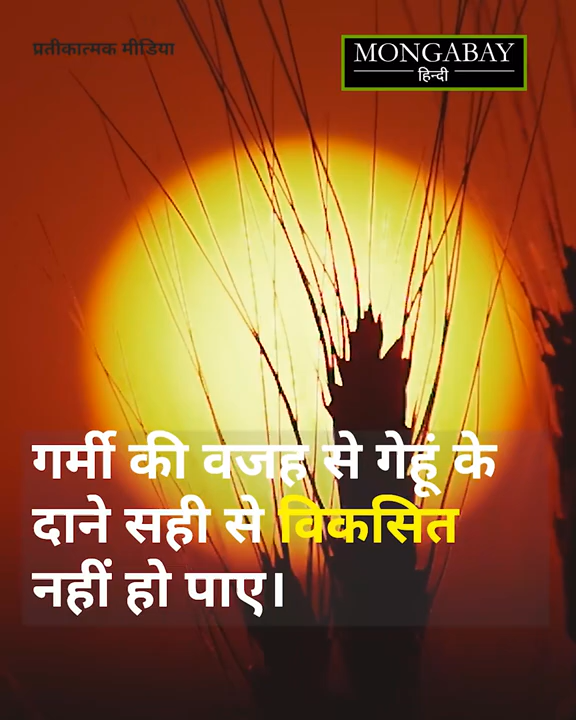 प्रतीकात्मक मीडिया
MONGABAY
हिन्दी
गर्मी की वजह से गेहूं के
दाने सही से विकसित
नहीं हो पाए।